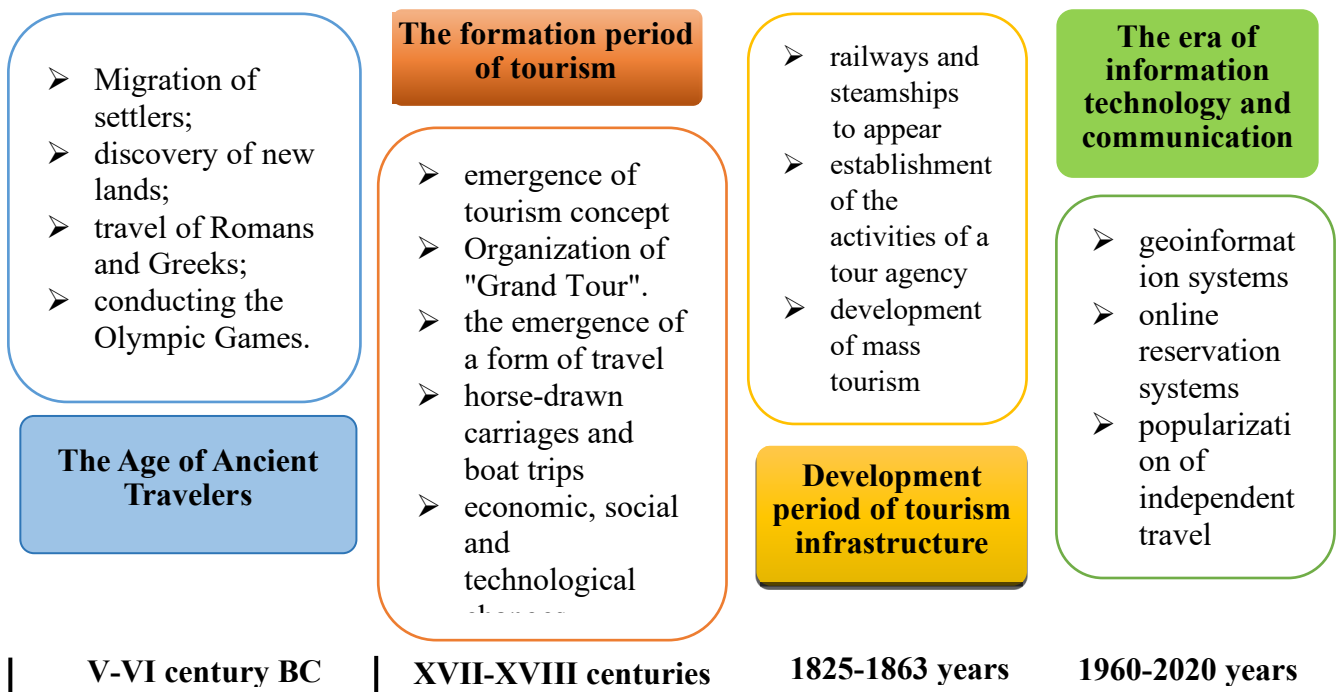 ➢ Migration of
settlers;
➢ discovery of new
lands;
➢ travel of Romans
and Greeks;
➢ conducting the
Olympic Games.
The Age of Ancient
Travelers
V-VI century BC
The formation period
of tourism
➢ emergence of
tourism concept
➢ Organization of
"Grand Tour".
➢ the emergence of
a form of travel
➢ horse-drawn
carriages and
boat trips
➢ economic, social
and
technological
XVII-XVIII centuries
➢ railways and
steamships
to appear
➢ establishment
of the
activities of a
tour agency
➢ development
of mass
tourism
Development
period of tourism
infrastructure
1825-1863 years
The era of
information
technology and
communication
➢ geoinformat
ion systems
➢ online
reservation
systems
➢ popularizati
on of
independent
travel
1960-2020 years